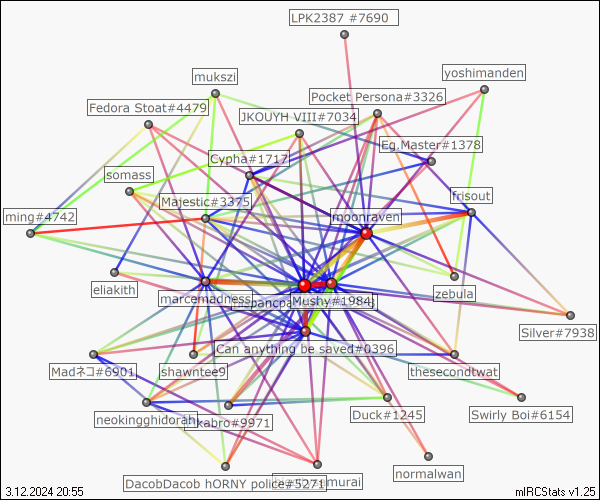 LPK2387 #7690
yoshimanden
mukszi
Pocket Persona#3326
Fedora Stoat#4479
JKOUYH VIII#7034
Eg.Master#1378
Cypha#1717
somass
frisout
Majestic#3375
ming#4742
moonraven
eliakith
zebula
marcemadness
Mushy#1984
Silver#7938
Can anything be saved#0396
Madネコ#6901
shawntee9
thesecondtwat
neokingghidorah
kabro#9971
Duck#1245
Swirly Boi#6154
DacobDacob hORNY police#5271
murai
normalwan
3.12.2024 20:55
mIRCStats v1.25